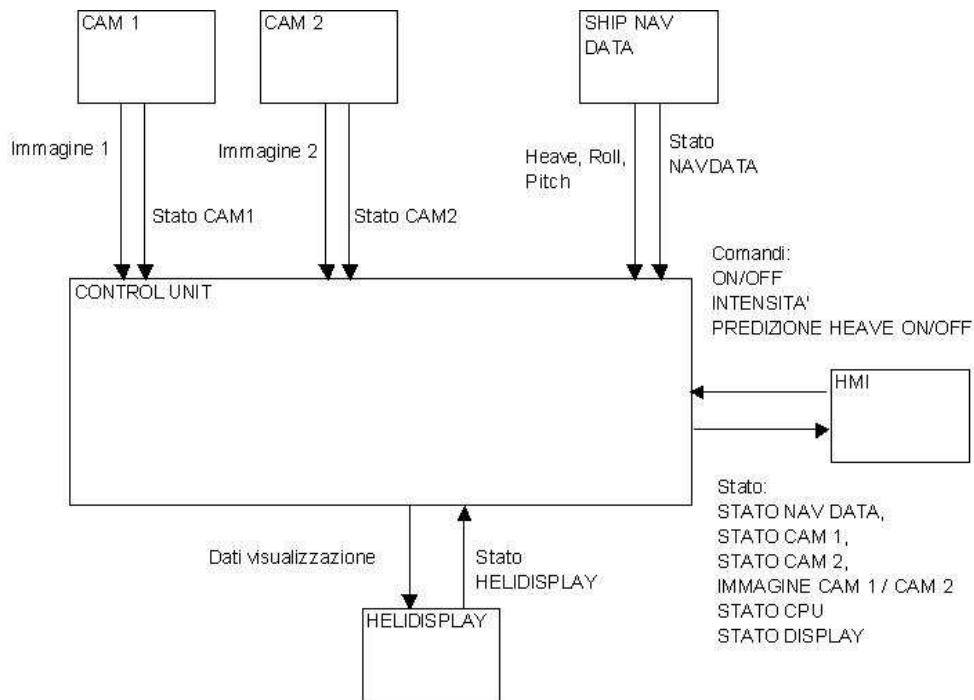 CAM 1
CAM 2
SHIP NAV
DATA
Immagine 1
Stato CAM1
Immagine 2
Stato CAM2
Heave, Roll,
Pitch
Stato
NAVDATA
Comandi:
ON/OFF
INTENSITA'
PREDIZIONE HEAVE ON/OFF
CONTROL UNIT
HMI
Stato:
STATO NAV DATA,
STATO CAM 1,
STATO CAM 2,
IMMAGINE CAM 1 / CAM 2
STATO CPU
STATO DISPLAY
Dati visualizzazione
Stato
HELIDISPLAY
HELIDISPLAY